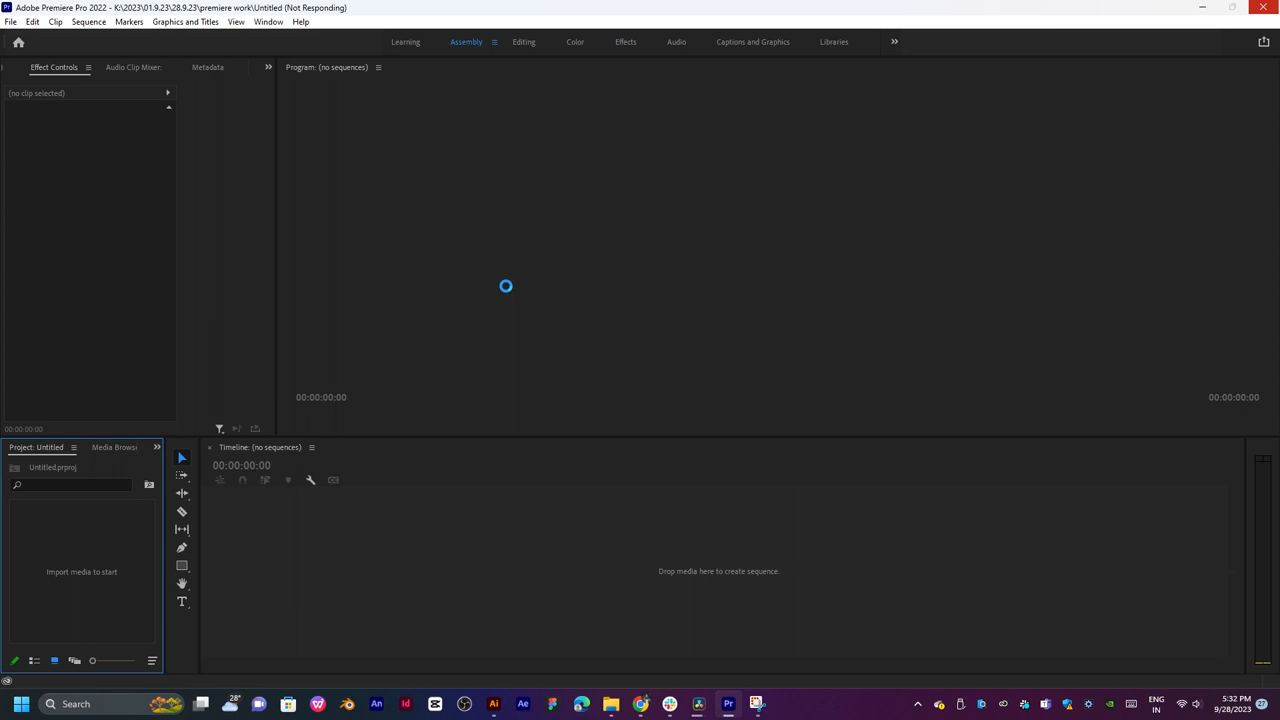 Adobe Premiere Pro 2022 - K:\2023\01.9.23\28.9.23\premiere work\Untitled (Not Responding)
File Edit Clip Sequence Markers Graphics and Titles View Window Help
Learning Assembly Editing Color Effects Audio Captions and Graphics Libraries
Effect Controls Audio Clip Mixer: Metadata
Program: (no sequences)
(no clip selected)
00:00:00:00 00:00:00:00
00:00:00:00
Project: Untitled Media Brows
Timeline: (no sequences)
Untitled.prproj
00:00:00:00
Import media to start
Drop media here to create sequence.
Search
28°
ENG
IN
5:32 PM
9/28/2023
27